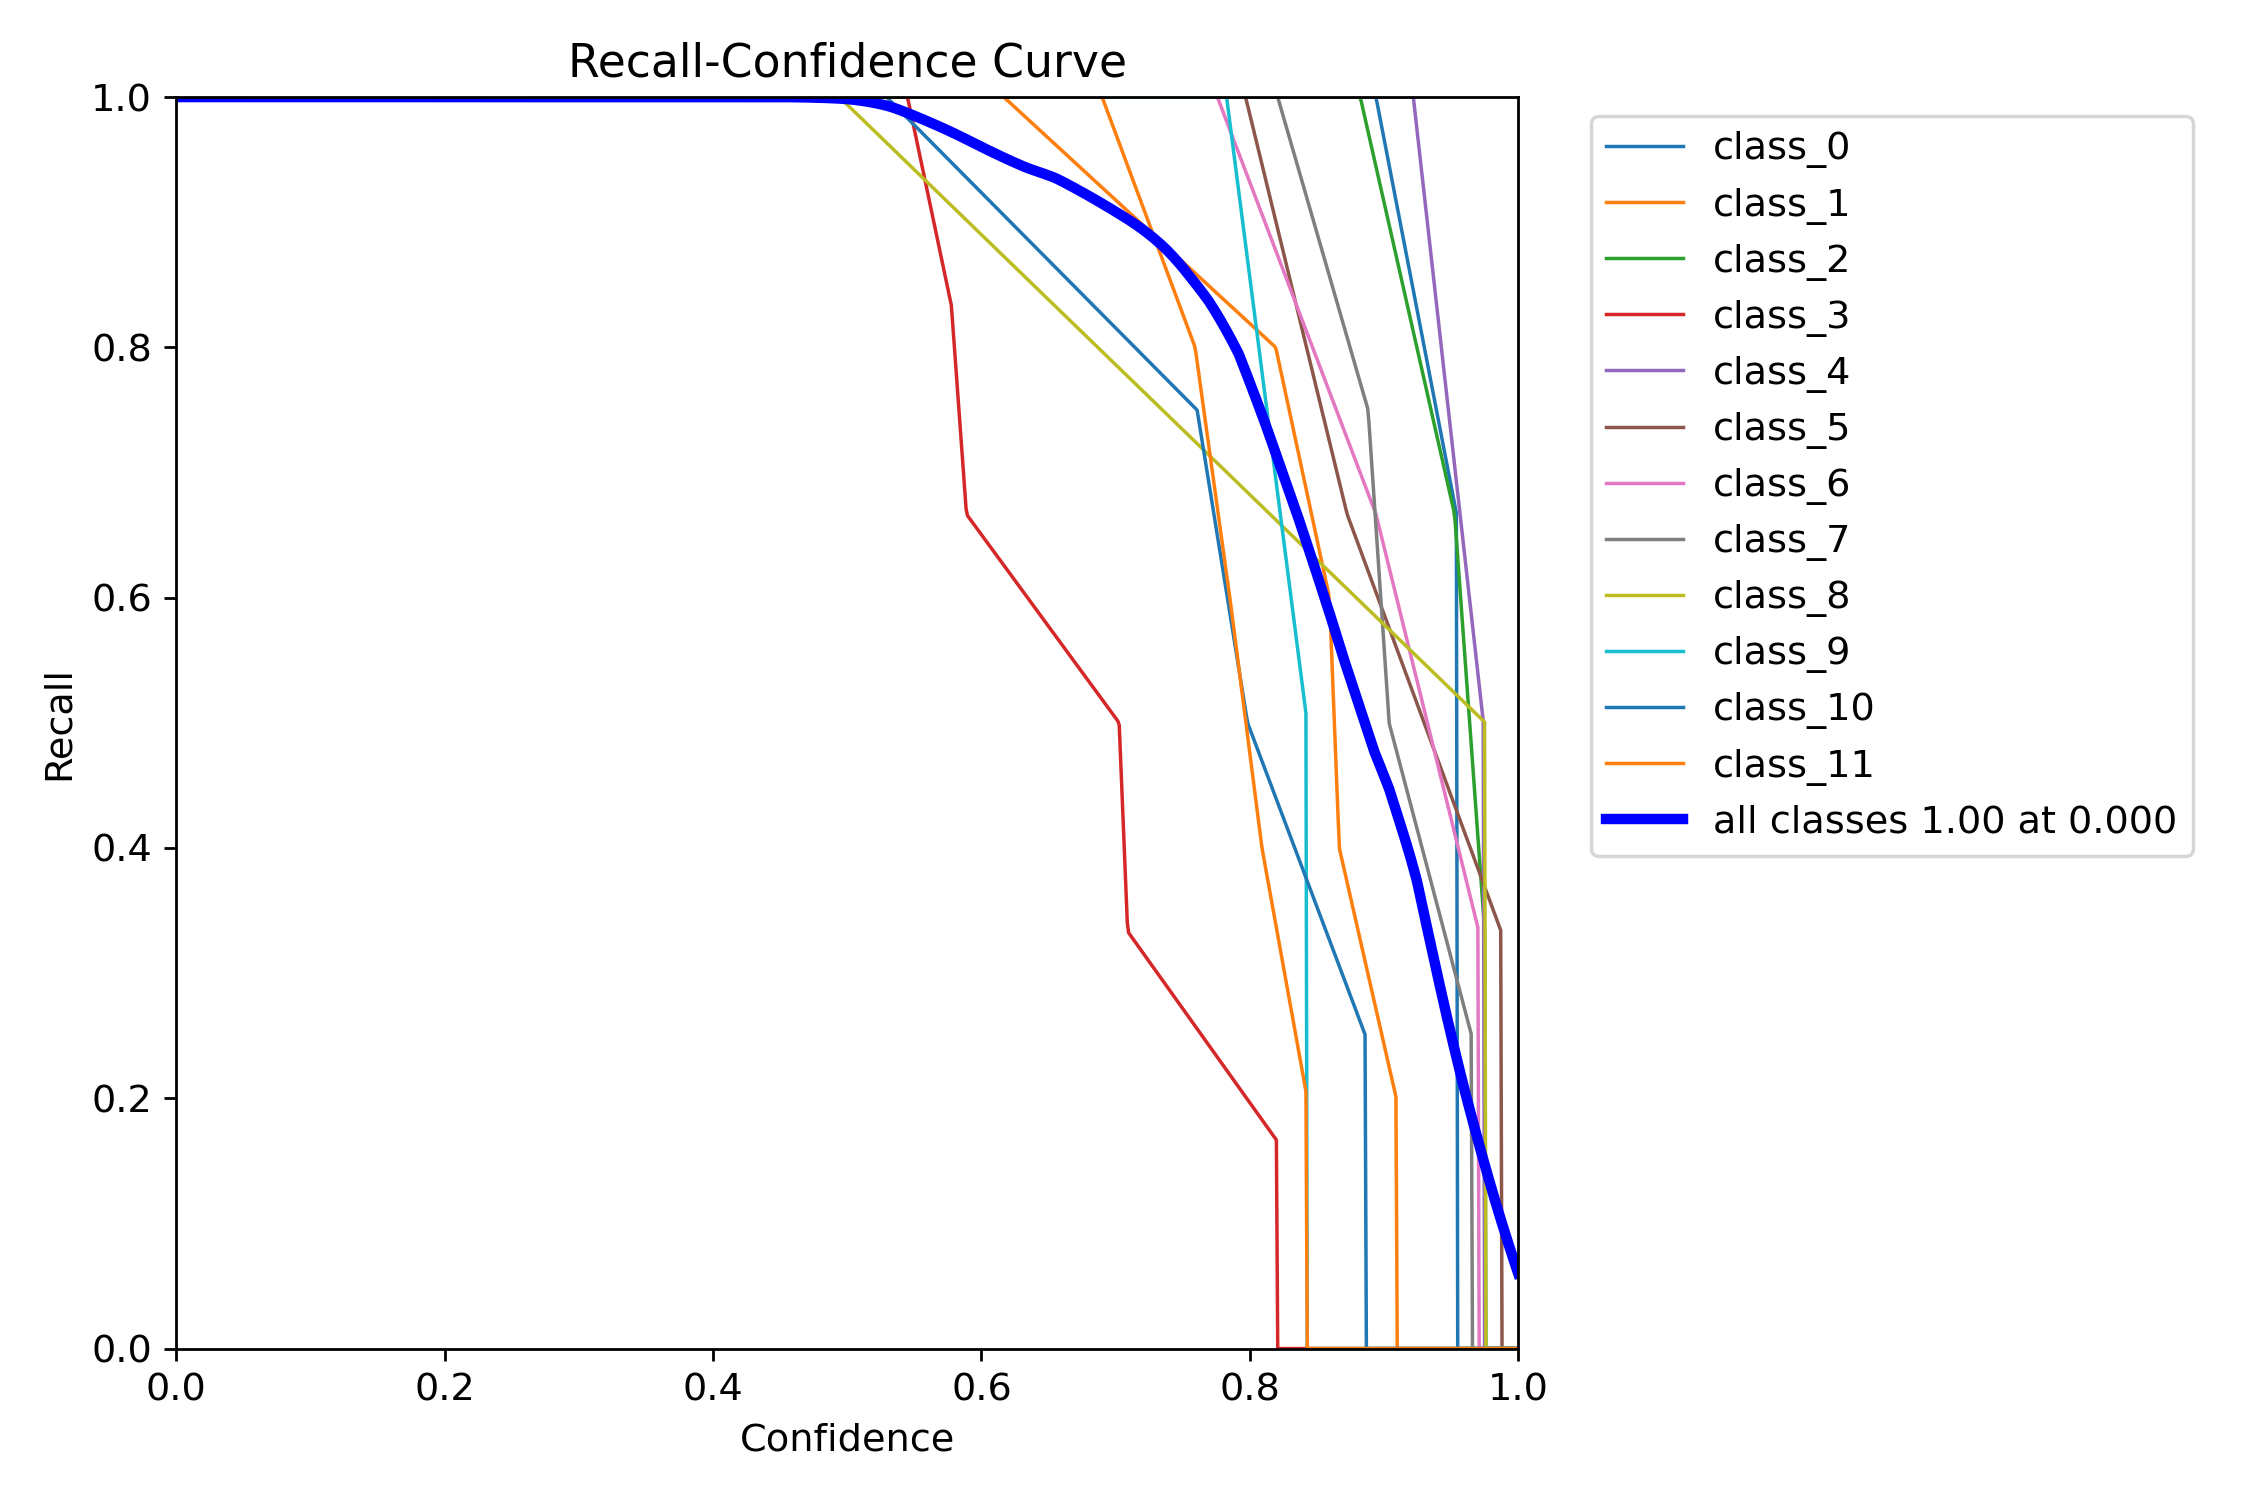 Recall-Confidence Curve
1.0
0.8
0.6
0.4
0.2
0.0
Recall
0.0 0.2 0.4 0.6 0.8 1.0
Confidence
class_0
class_1
class_2
class_3
class_4
class_5
class_6
class_7
class_8
class_9
class_10
class_11
all classes 1.00 at 0.000